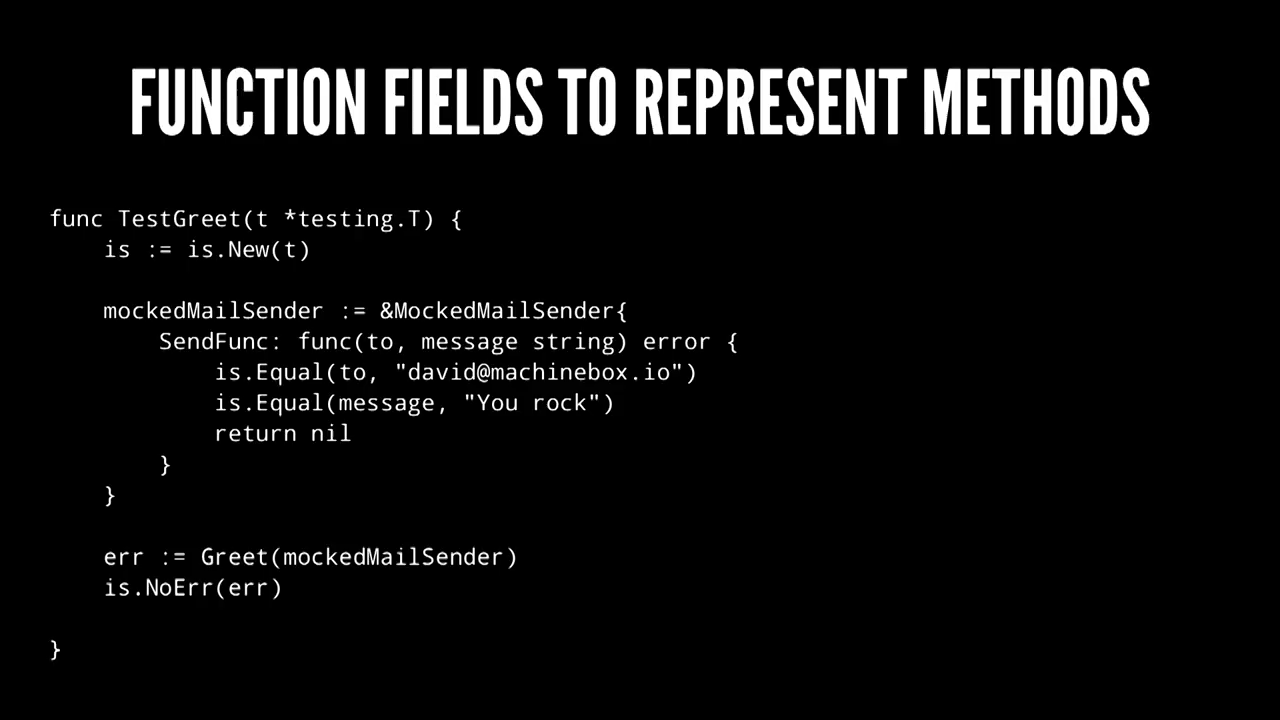 FUNCTION FIELDS TO REPRESENT METHODS
func TestGreet(t *testing.T) {
    is := is.New(t)
    mockedMailSender := &MockedMailSender{
        SendFunc: func(to, message string) error {
            is.Equal(to, "david@machinebox.io")
            is.Equal(message, "You rock")
            return nil
        }
    }
    err := Greet(mockedMailSender)
    is.NoErr(err)
}